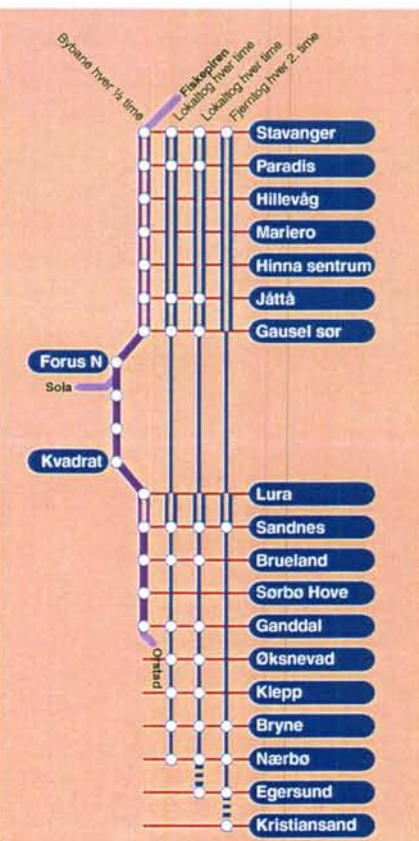 Bybane hver ½ time
Fiskepiren
Lokaltog hver time
Lokaltog hver time
Fjerntog hver 2. time
Stavanger
Paradis
Hillevåg
Mariero
Hinna sentrum
Jåttå
Gausel sør
Forus N
Sola
Kvadrat
Lura
Sandnes
Brueland
Sørbø Hove
Ganddal
Orstad
Øksnevad
Klepp
Bryne
Nærbø
Egersund
Kristiansand